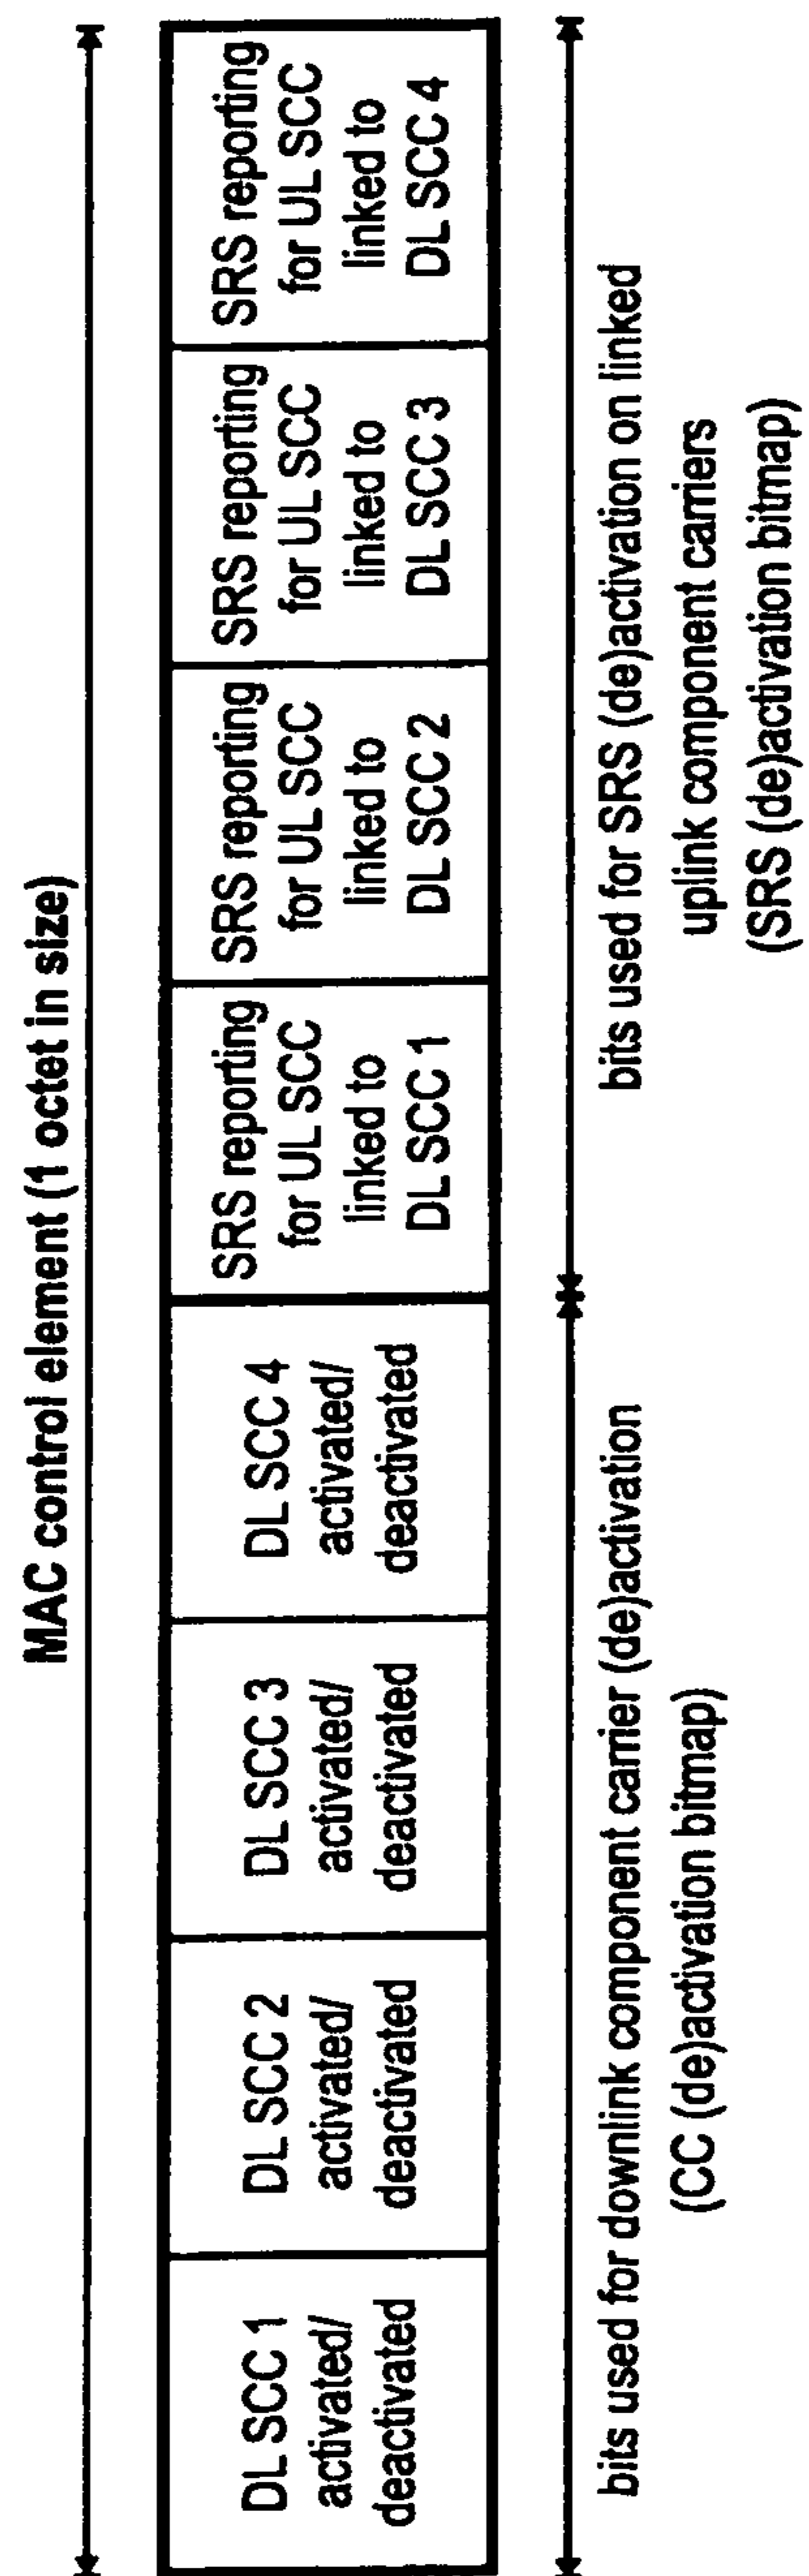 MAC control element (1 octet in size)
DL SCC 1
activated/
deactivated
DL SCC 2
activated/
deactivated
DL SCC 3
activated/
deactivated
DL SCC 4
activated/
deactivated
SRS reporting
for UL SCC
linked to
DL SCC 1
SRS reporting
for UL SCC
linked to
DL SCC 2
SRS reporting
for UL SCC
linked to
DL SCC 3
SRS reporting
for UL SCC
linked to
DL SCC 4
bits used for downlink component carrier (de)activation
(CC (de)activation bitmap)
bits used for SRS (de)activation on linked
uplink component carriers
(SRS (de)activation bitmap)